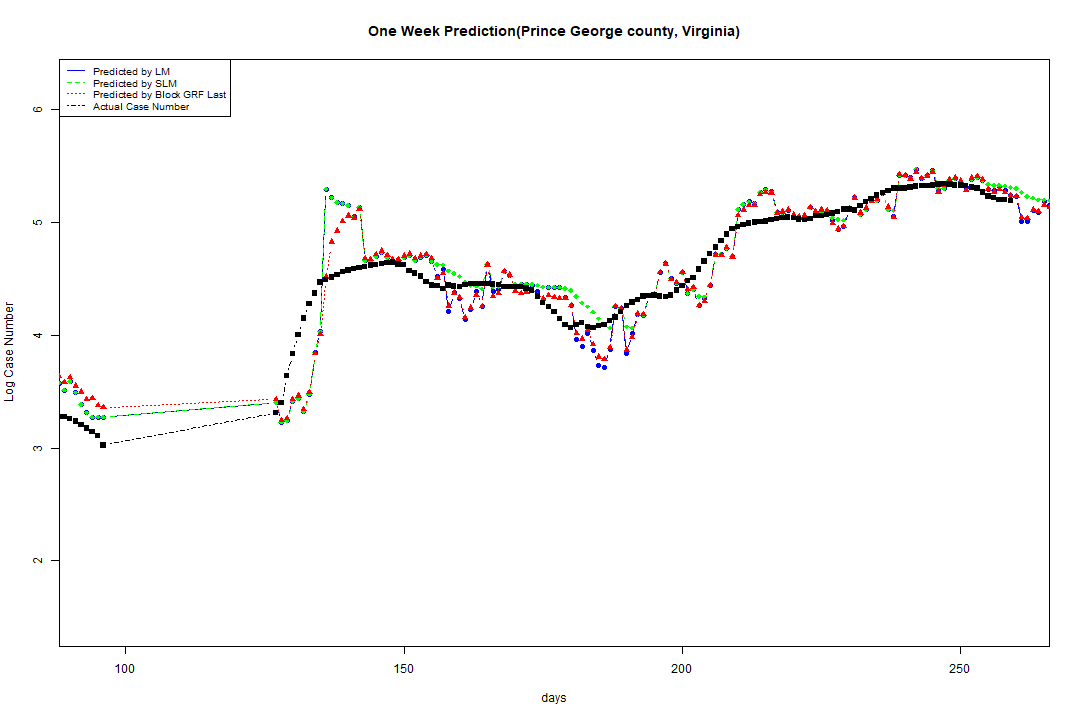 One Week Prediction(Prince George county, Virginia)
Predicted by LM
Predicted by SLM
Predicted by Block GRF Last
Actual Case Number
6
5
4
3
2
Log Case Number
100 150 200 250
days